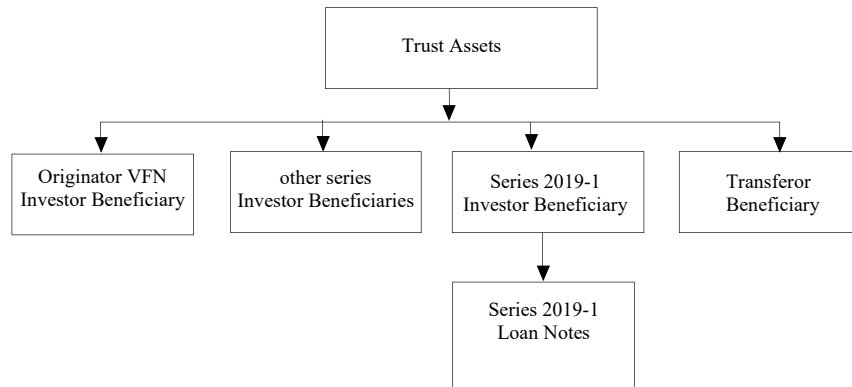 Trust Assets
Originator VFN
Investor Beneficiary
other series
Investor Beneficiaries
Series 2019-1
Investor Beneficiary
Transferor
Beneficiary
Series 2019-1
Loan Notes